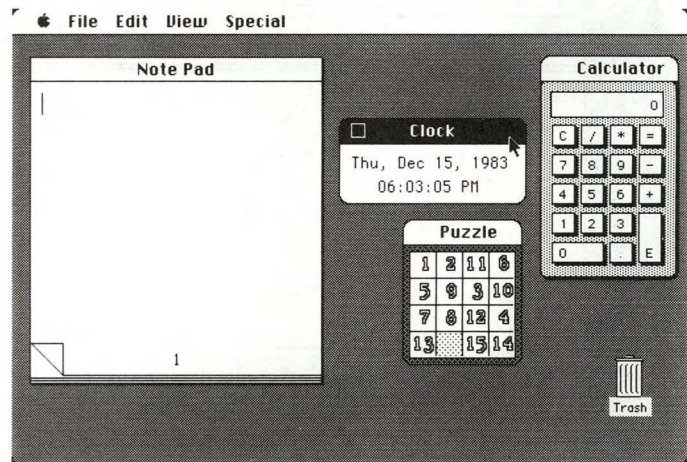 File Edit View Special
Note Pad
1
Clock
Thu, Dec 15, 1983
06:03:05 PM
Puzzle
1 2 11 6
5 9 3 10
7 8 12 4
13 15 14
Calculator
0
C / * =
7 8 9 -
4 5 6 +
1 2 3
0 . E
Trash